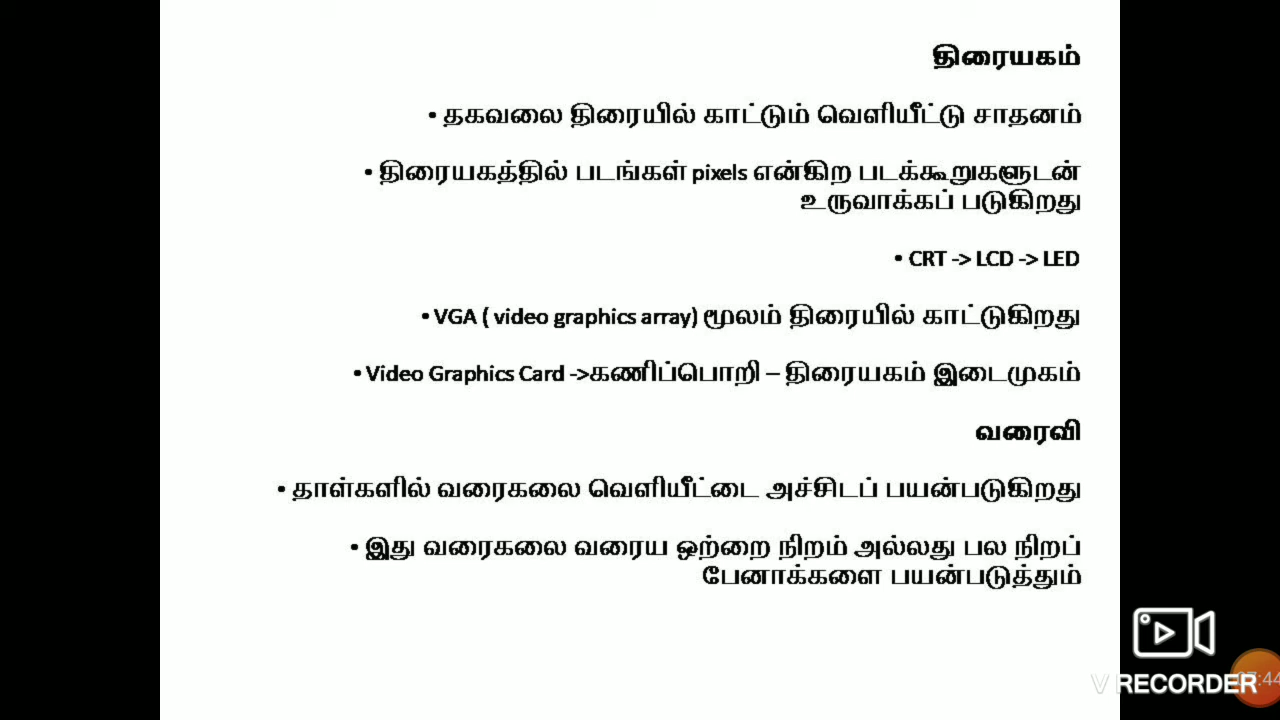 திரையகம்
• தகவலை திரையில் காட்டும் வெளியீட்டு சாதனம்
• திரையகத்தில் படங்கள் pixels என்கிற படக்கூறுகளுடன்
உருவாக்கப் படுகிறது
• CRT -> LCD -> LED
• VGA ( video graphics array) மூலம் திரையில் காட்டுகிறது
• Video Graphics Card ->கணிப்பொறி – திரையகம் இடைமுகம்
வரைவி
• தாள்களில் வரைகலை வெளியீட்டை அச்சிடப் பயன்படுகிறது
• இது வரைகலை வரைய ஒற்றை நிறம் அல்லது பல நிறப்
பேனாக்களை பயன்படுத்தும்
V RECORDER